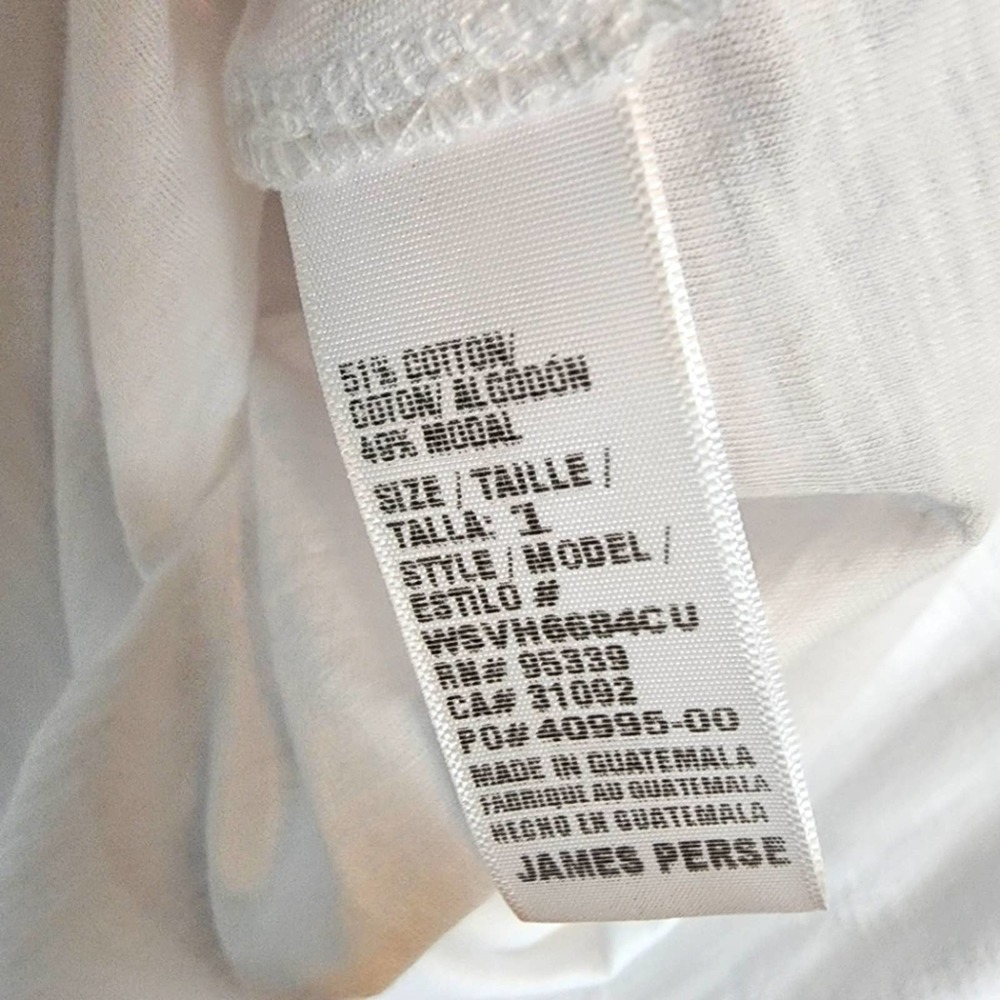 51% COTTON/
COTON/ ALGODÓN
49% MODAL
SIZE / TAILLE /
TALLA: 1
STYLE / MODEL /
ESTILO #
WSVH6684CU
RN# 95339
CA# 31092
PO# 40995-00
MADE IN GUATEMALA
FABRIQUE AU GUATEMALA
HECHO EN GUATEMALA
JAMES PERSE